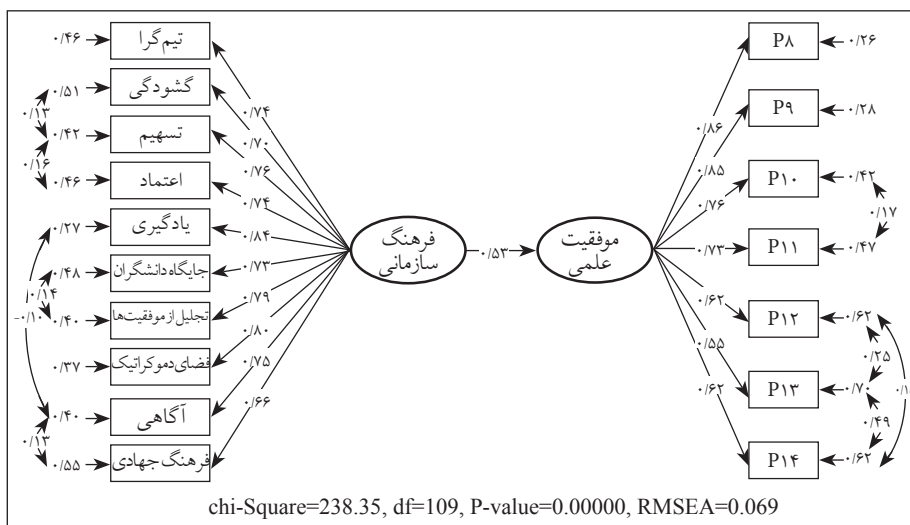 تیم‌گرا
گشودگی
تسهیم
اعتماد
یادگیری
جایگاه دانشگران
تجلیل از موفقیت‌ها
فضای دموکراتیک
آگاهی
فرهنگ جهادی
۰/۴۶
۰/۵۱
۰/۴۲
۰/۴۶
۰/۲۷
۰/۴۸
۰/۴۰
۰/۳۷
۰/۴۰
۰/۵۵
۰/۱۳
۰/۱۶
۰/۱۴
۰/۱۳
۰/۷۴
۰/۷۰
۰/۷۶
۰/۷۴
۰/۸۴
۰/۷۳
۰/۷۹
۰/۸۰
۰/۷۵
۰/۶۶
فرهنگ
سازمانی
۰/۵۳
موفقیت
علمی
۰/۸۶
۰/۸۵
۰/۷۶
۰/۷۳
۰/۶۲
۰/۵۵
۰/۶۲
P۸
P۹
P۱۰
P۱۱
P۱۲
P۱۳
P۱۴
۰/۲۶
۰/۲۸
۰/۴۲
۰/۴۷
۰/۶۲
۰/۷۰
۰/۶۲
۰/۱۷
۰/۲۵
۰/۴۹
chi-Square=238.35, df=109, P-value=0.00000, RMSEA=0.069